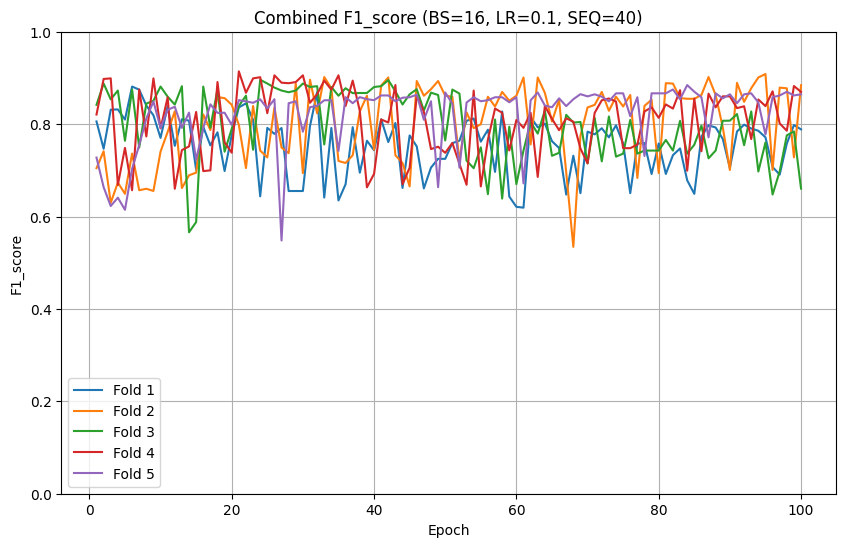 Combined F1_score (BS=16, LR=0.1, SEQ=40)
F1_score
1.0
0.8
0.6
0.4
0.2
0.0
Fold 1
Fold 2
Fold 3
Fold 4
Fold 5
0 20 40 60 80 100
Epoch